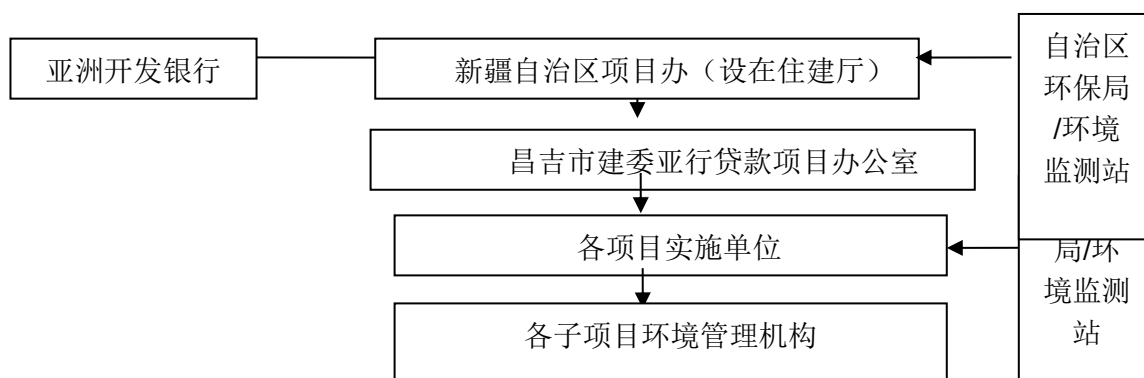 亚洲开发银行
新疆自治区项目办（设在住建厅）
自治区
环保局
/环境
监测站
昌吉市建委亚行贷款项目办公室
各项目实施单位
局/环
境监测
站
各子项目环境管理机构